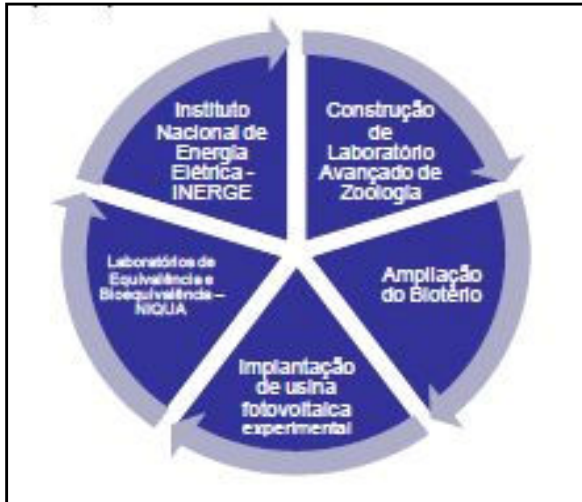 Instituto
Nacional de
Energia
Elétrica -
INERGE
Construção
de
Laboratório
Avançado de
Zoologia
Ampliação
do Biotério
Implantação
de usina
fotovoltaica
experimental
Laboratórios de
Equivalência e
Bioequivalência –
NIQUA